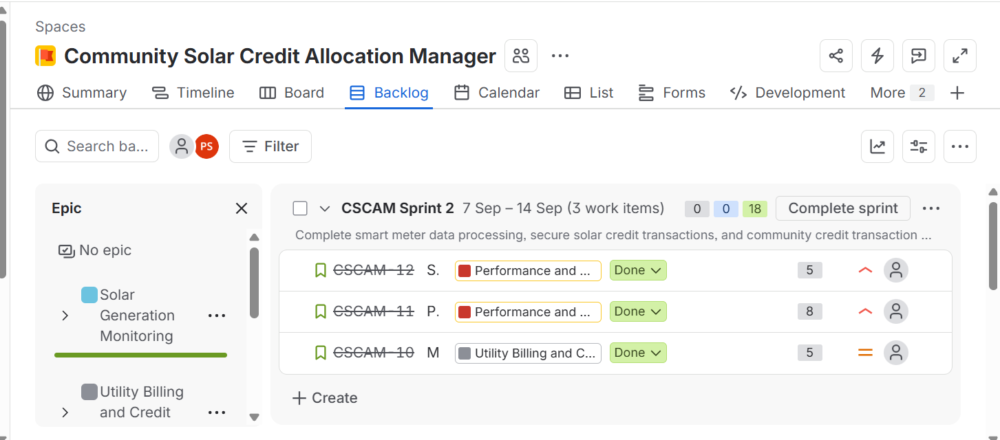 Spaces
Community Solar Credit Allocation Manager
Summary Timeline Board Backlog Calendar List Forms Development More 2
Search ba... PS Filter
Epic
No epic
Solar
Generation
Monitoring
Utility Billing
and Credit
CSCAM Sprint 2 7 Sep – 14 Sep (3 work items) 0 0 18 Complete sprint
Complete smart meter data processing, secure solar credit transactions, and community credit transaction ...
CSCAM-12 S. Performance and ... Done 5
CSCAM-11 P. Performance and ... Done 8
CSCAM-10 M Utility Billing and C... Done 5
Create